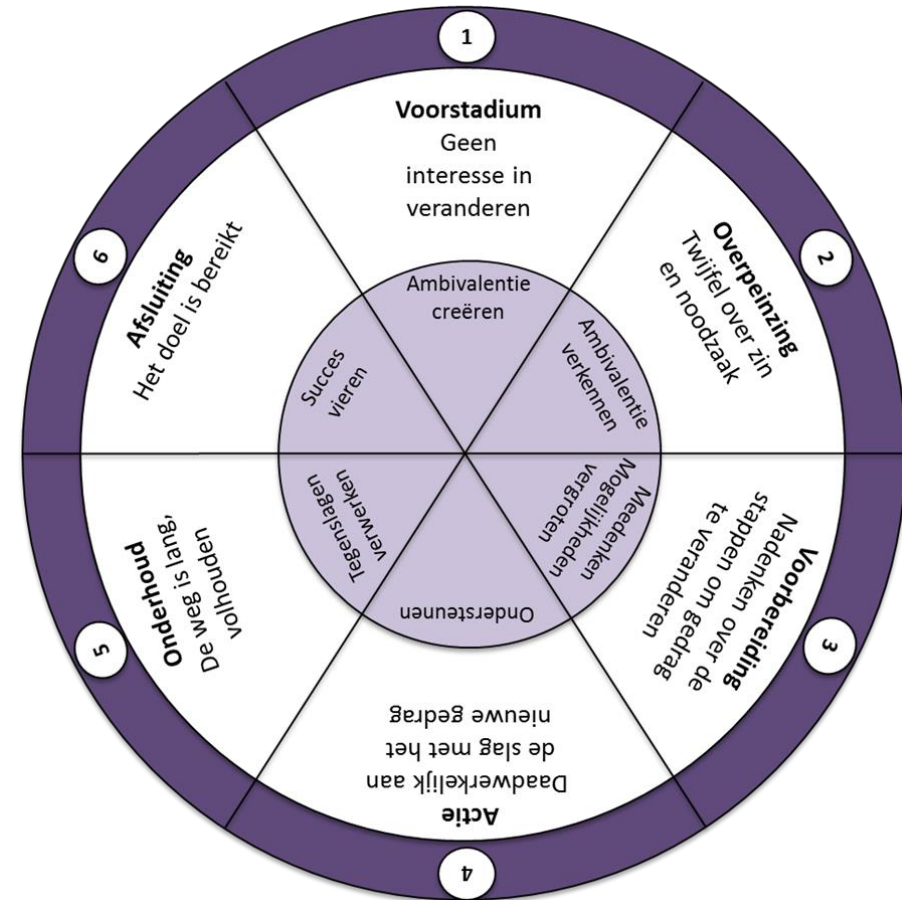 1
Voorstadium
Geen
interesse in
veranderen
Ambivalentie
creëren
2
Overpeinzing
Twijfel over zin
en noodzaak
Ambivalentie
verkennen
3
Voorbereiding
Nadenken over de
stappen om gedrag
te veranderen
Meedenken
Mogelijkheden
vergroten
4
Actie
Daadwerkelijk aan
de slag met het
nieuwe gedrag
Ondersteunen
5
Onderhoud
De weg is lang,
volhouden
Tegenslagen
verwerken
6
Afsluiting
Het doel is bereikt
Succes
vieren